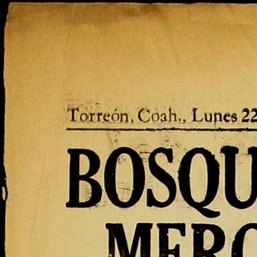 Torreón, Coah., Lunes 22
BOSQU
MERC